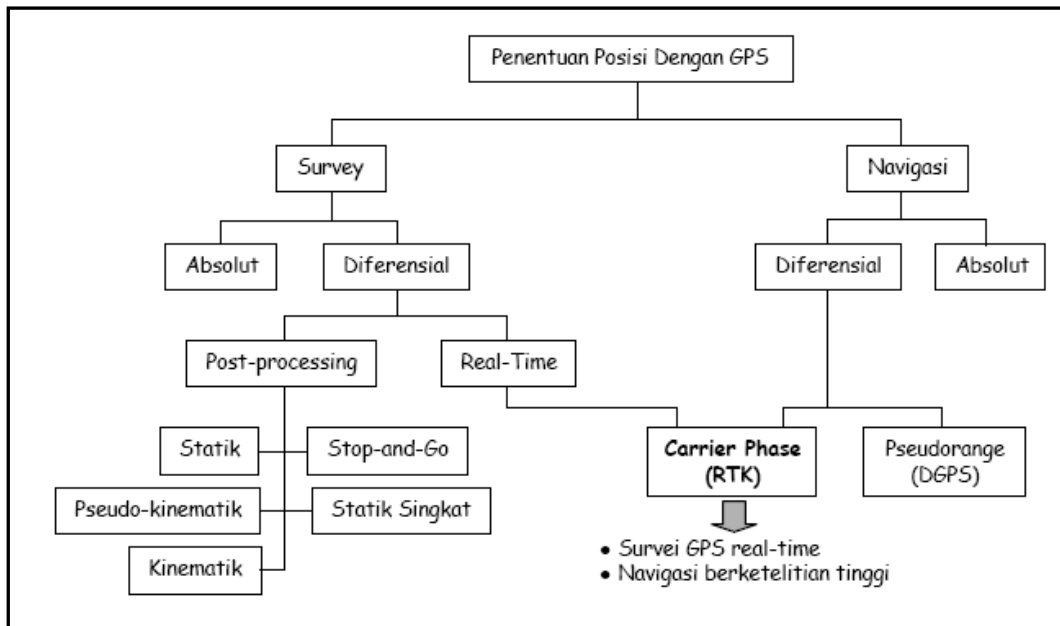 Penentuan Posisi Dengan GPS
Survey
Navigasi
Absolut
Diferensial
Diferensial
Absolut
Post-processing
Real-Time
Statik
Stop-and-Go
Carrier Phase
(RTK)
Pseudorange
(DGPS)
Pseudo-kinematik
Statik Singkat
Kinematik
• Survei GPS real-time
• Navigasi berketelitian tinggi